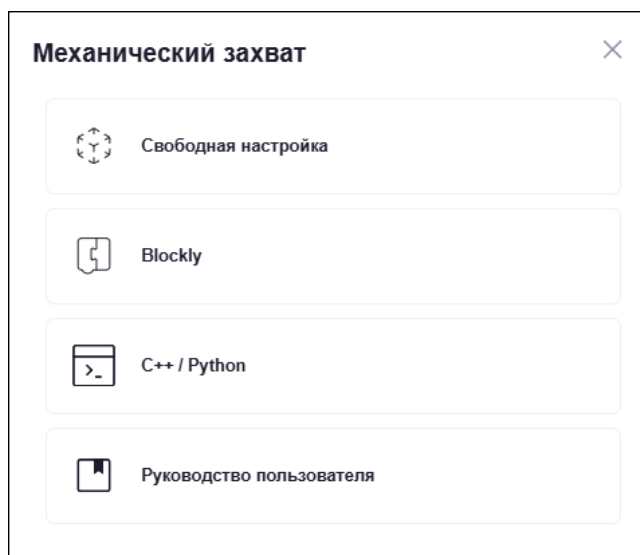 Механический захват
Свободная настройка
Blockly
C++ / Python
Руководство пользователя